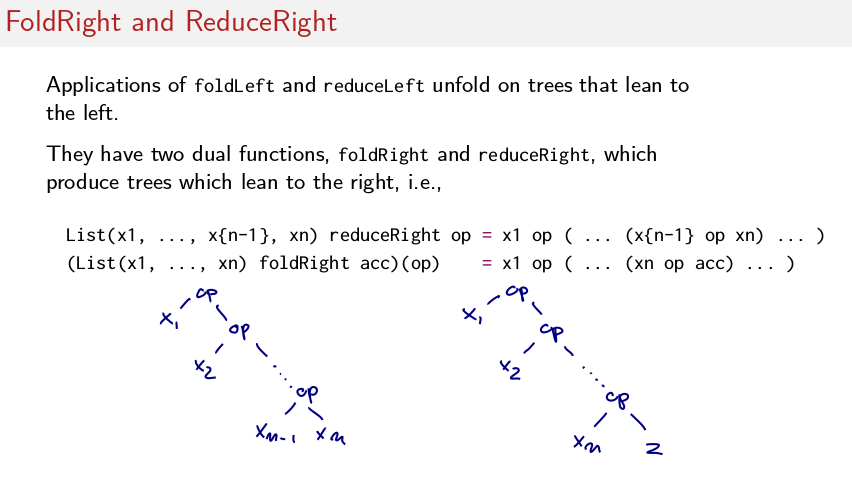 FoldRight and ReduceRight
Applications of foldLeft and reduceLeft unfold on trees that lean to
the left.
They have two dual functions, foldRight and reduceRight, which
produce trees which lean to the right, i.e.,
List(x1, ..., x{n-1}, xn) reduceRight op = x1 op ( ... (x{n-1} op xn) ... )
(List(x1, ..., xn) foldRight acc)(op) = x1 op ( ... (xn op acc) ... )
op op
x1 x1
op op
x2 x2
op op
xn-1 xn xn z